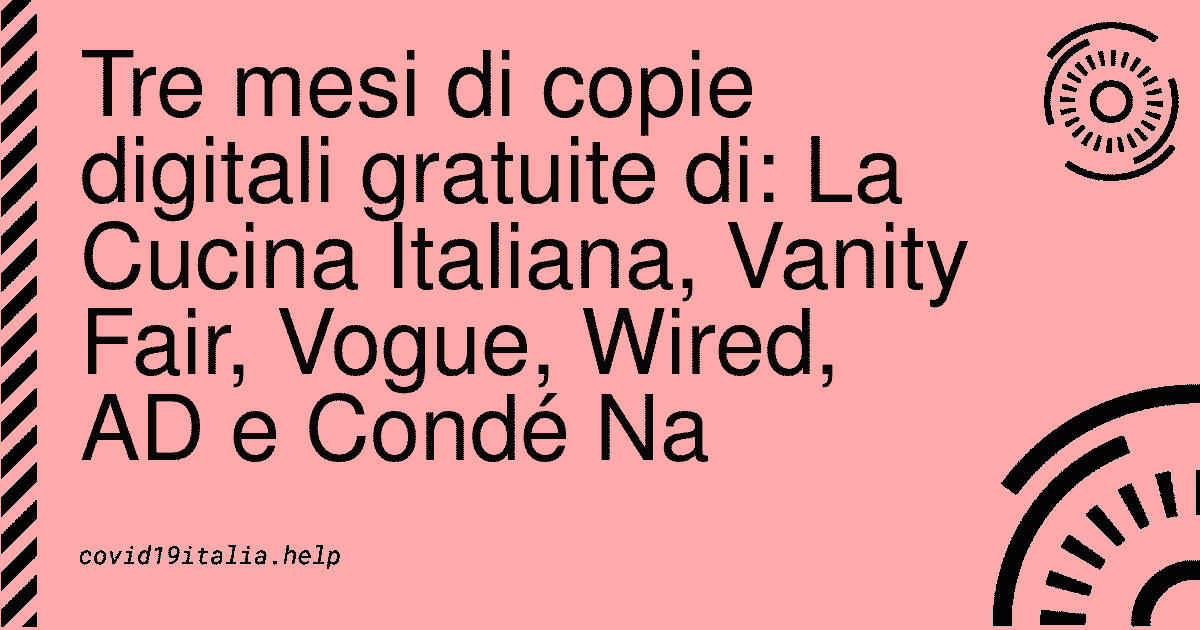 Tre mesi di copie
digitali gratuite di: La
Cucina Italiana, Vanity
Fair, Vogue, Wired,
AD e Condé Na
covid19italia.help